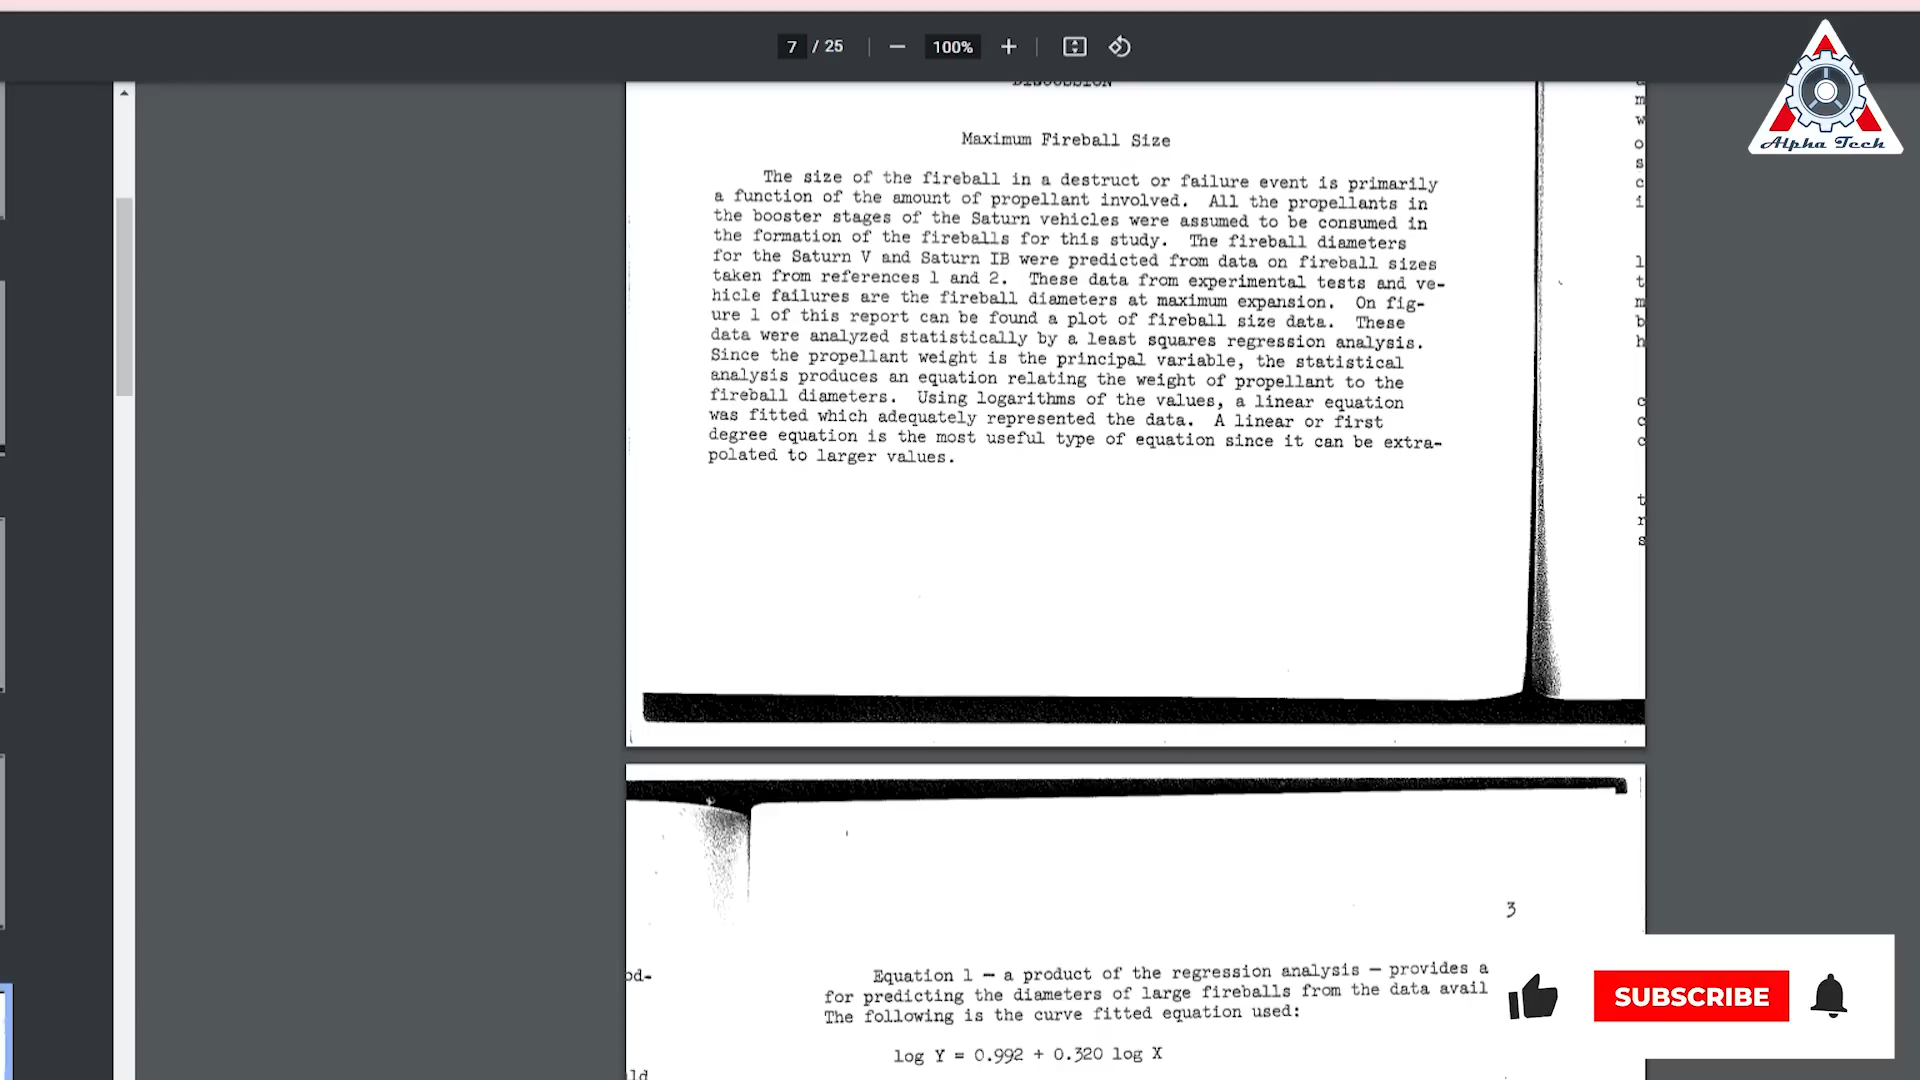 7 / 25
100%
Alpha Tech
DISCUSSION
Maximum Fireball Size
The size of the fireball in a destruct or failure event is primarily
a function of the amount of propellant involved. All the propellants in
the booster stages of the Saturn vehicles were assumed to be consumed in
the formation of the fireballs for this study. The fireball diameters
for the Saturn V and Saturn IB were predicted from data on fireball sizes
taken from references 1 and 2. These data from experimental tests and ve-
hicle failures are the fireball diameters at maximum expansion. On fig-
ure 1 of this report can be found a plot of fireball size data. These
data were analyzed statistically by a least squares regression analysis.
Since the propellant weight is the principal variable, the statistical
analysis produces an equation relating the weight of propellant to the
fireball diameters. Using logarithms of the values, a linear equation
was fitted which adequately represented the data. A linear or first
degree equation is the most useful type of equation since it can be extra-
polated to larger values.
3
Equation 1 — a product of the regression analysis — provides a
for predicting the diameters of large fireballs from the data avail
The following is the curve fitted equation used:
log Y = 0.992 + 0.320 log X
SUBSCRIBE